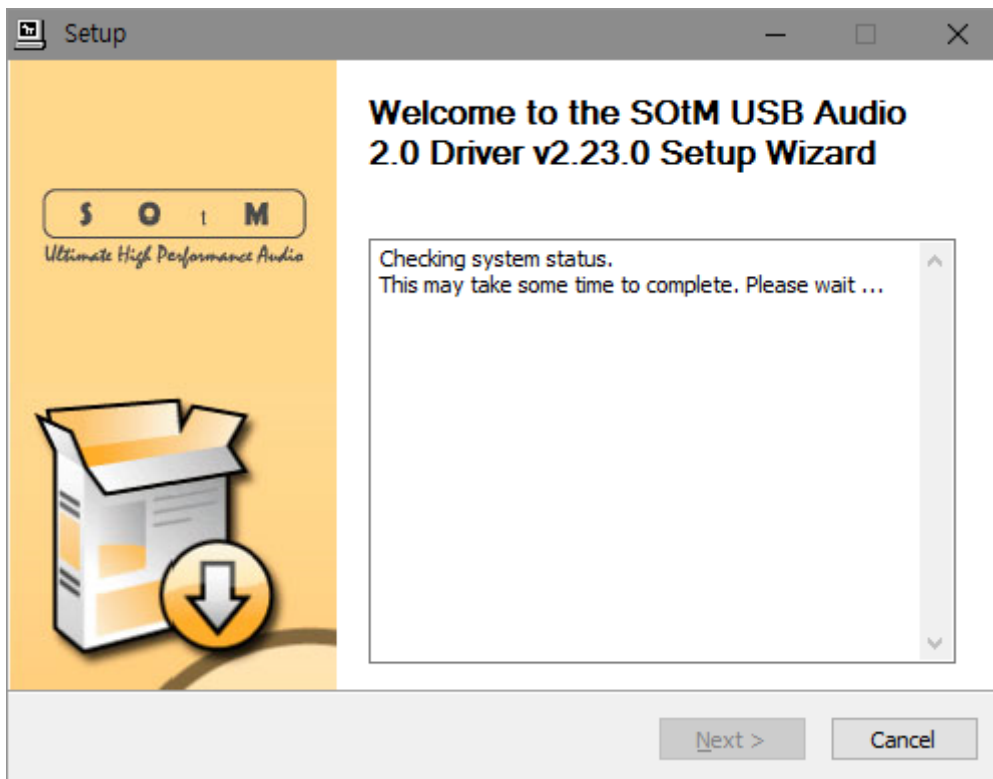 Setup
S O t M
Ultimate High Performance Audio
Welcome to the SOtM USB Audio
2.0 Driver v2.23.0 Setup Wizard
Checking system status.
This may take some time to complete. Please wait ...
Next >
Cancel